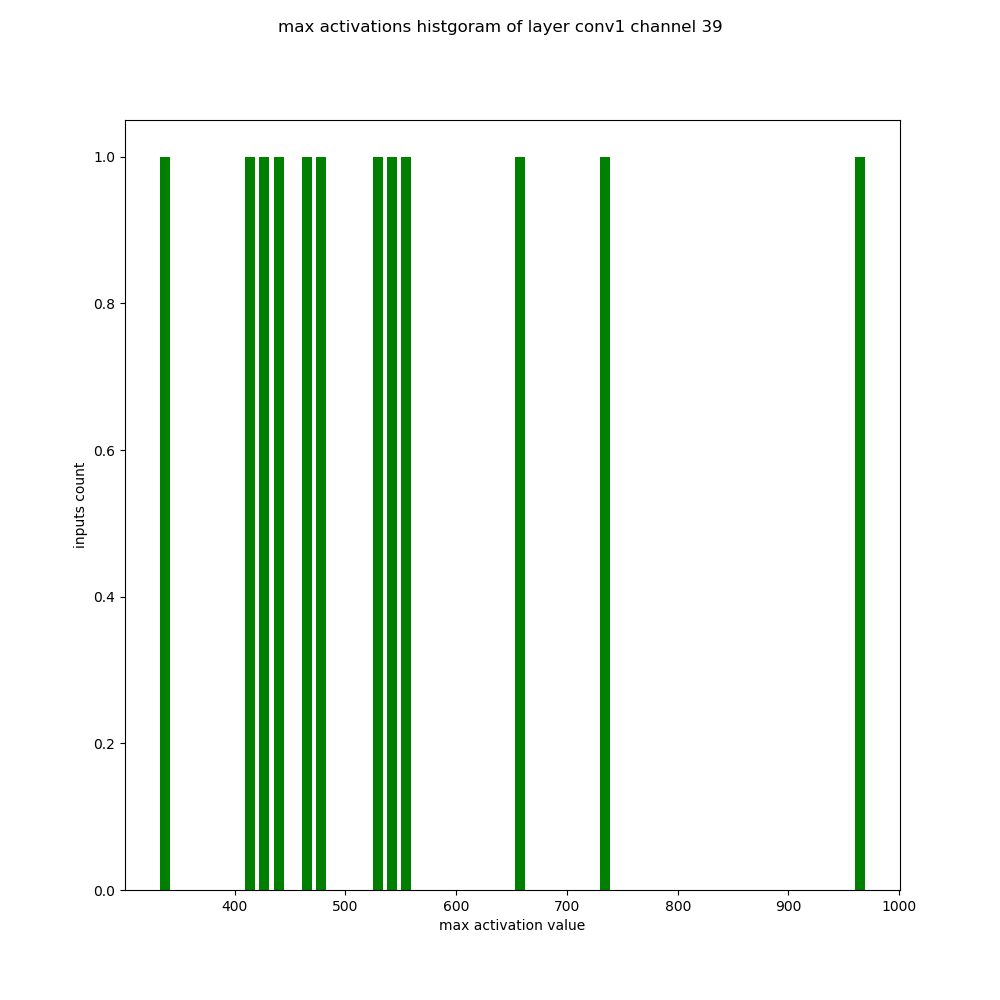 max activations histgoram of layer conv1 channel 39
1.0
0.8
0.6
0.4
0.2
0.0
inputs count
400 500 600 700 800 900 1000
max activation value